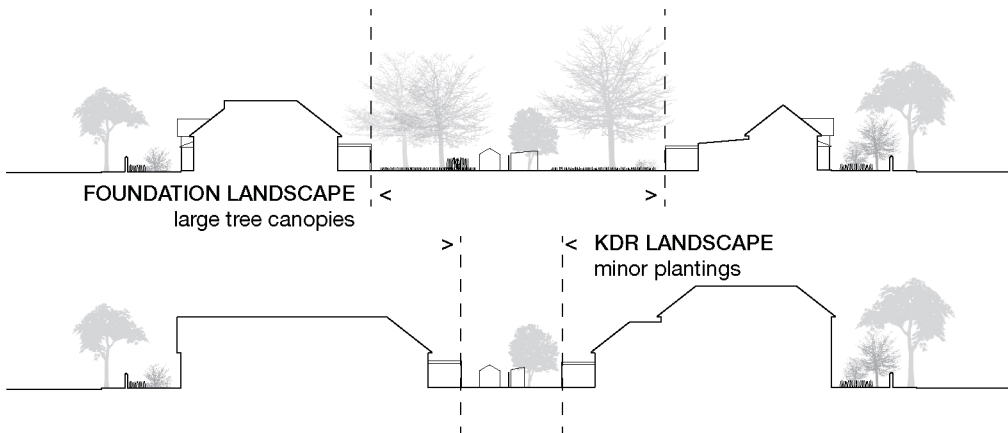 FOUNDATION LANDSCAPE
large tree canopies
KDR LANDSCAPE
minor plantings